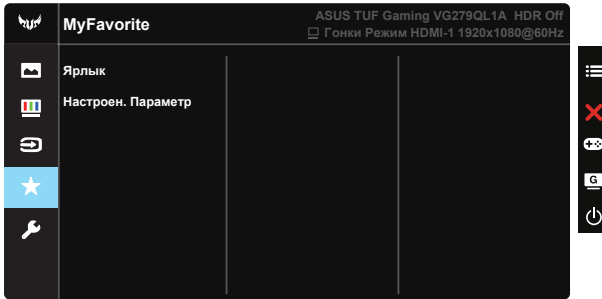 MyFavorite
ASUS TUF Gaming VG279QL1A HDR Off
Гонки Режим HDMI-1 1920x1080@60Hz
Ярлык
Настроен. Параметр
G